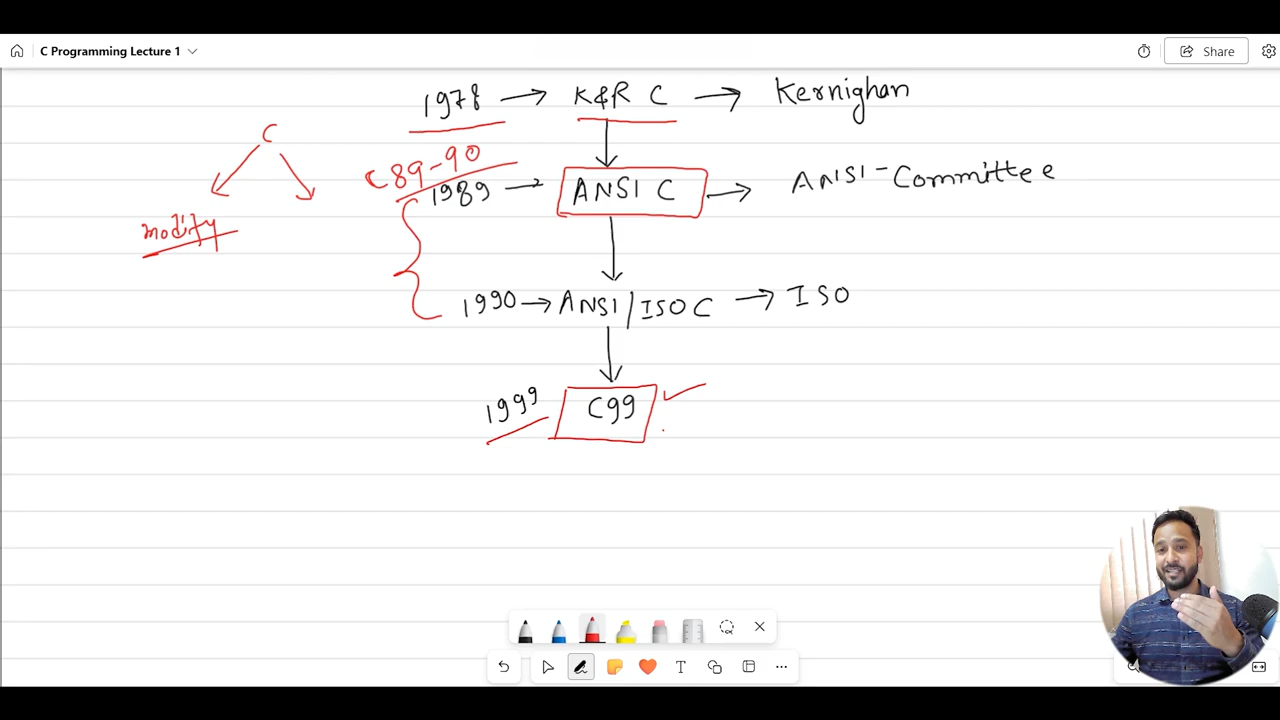 C Programming Lecture 1
Share
1978 → K&R C → Kernighan
C
C89-90
1989 → ANSI C → ANSI-Committee
modify
1990 → ANSI/ISO C → ISO
1999 C99 ✓
T